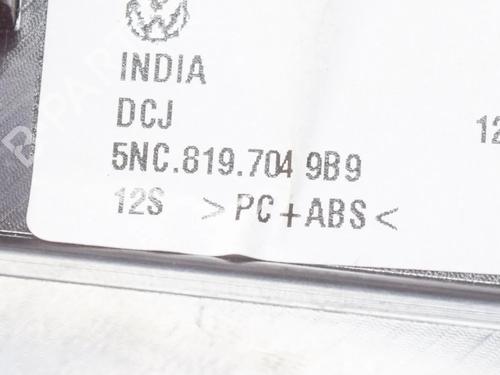 INDIA
DCJ
12
5NC.819.704 9B9
12S >PC+ABS<